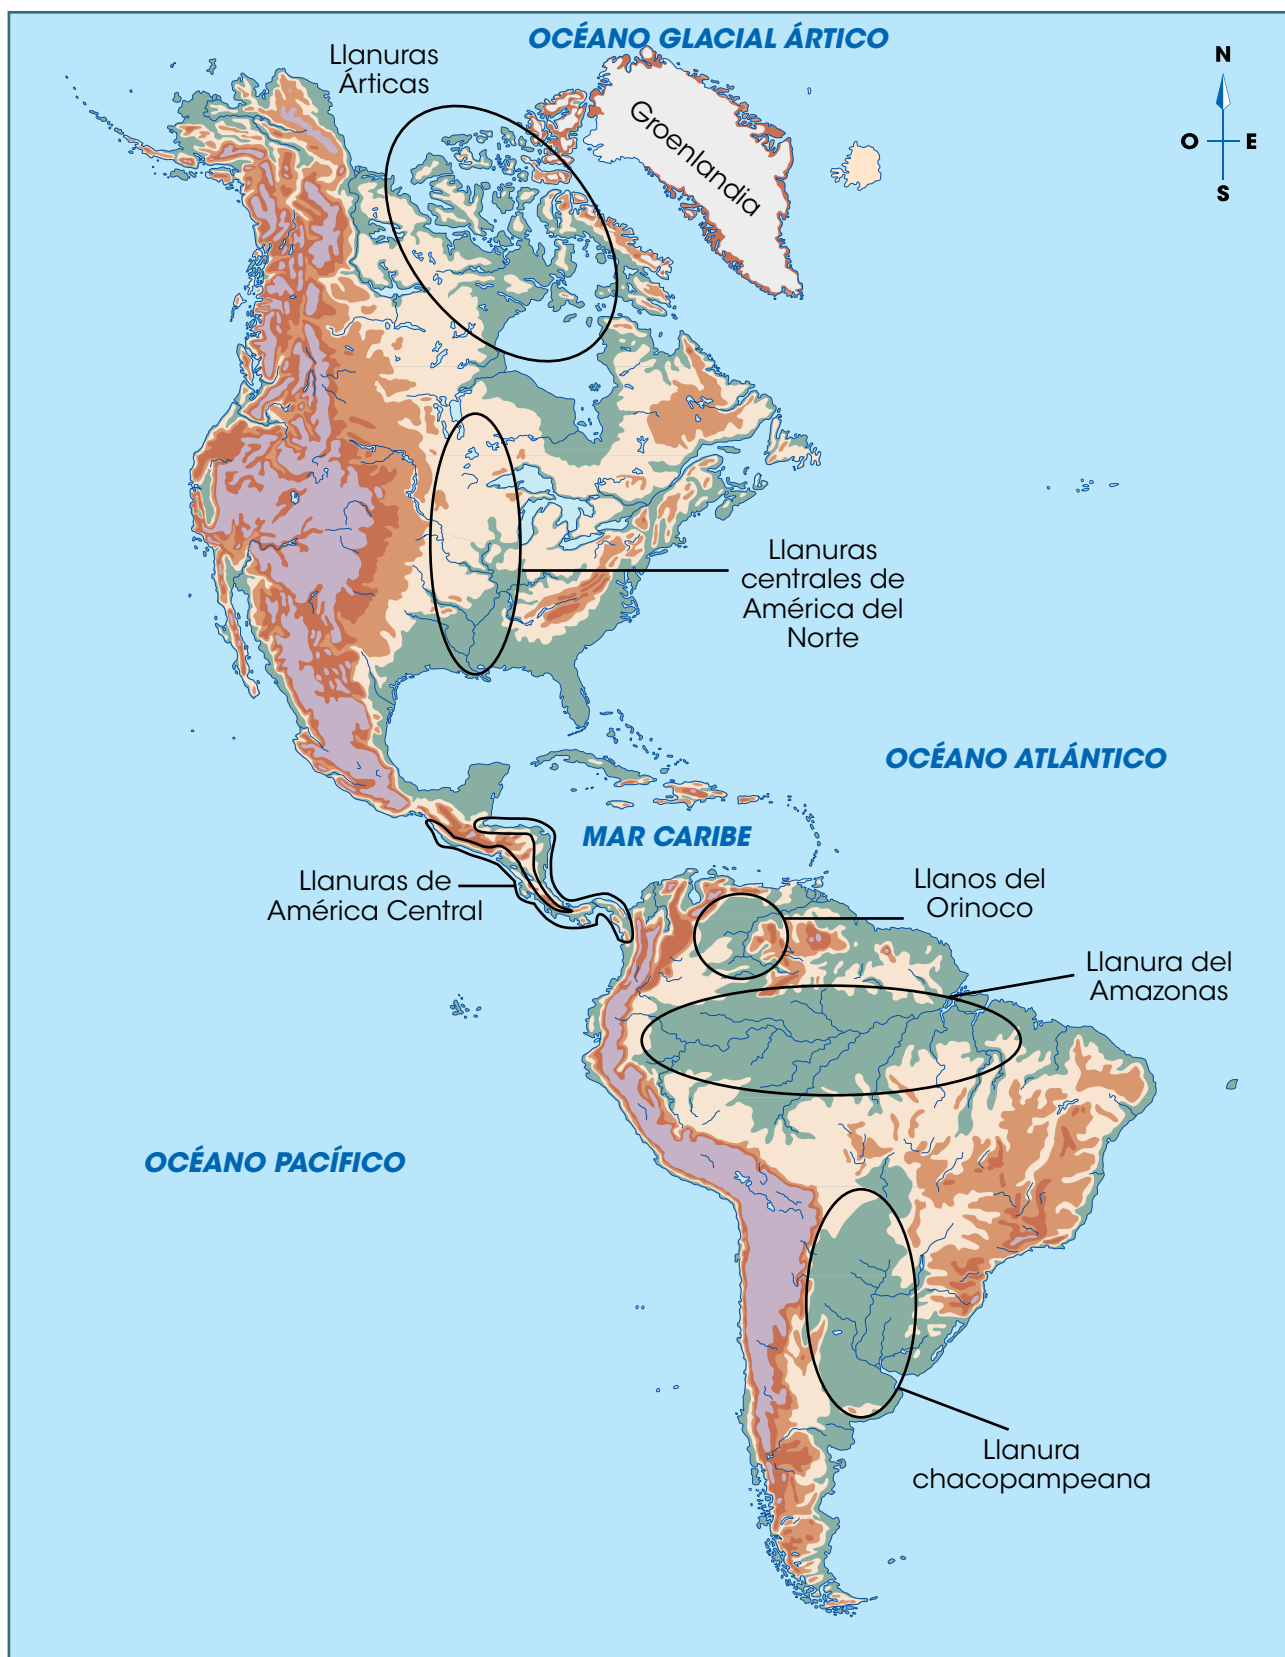 OCÉANO GLACIAL ÁRTICO
Llanuras
Árticas
N
O
E
S
Groenlandia
Llanuras
centrales de
América del
Norte
OCÉANO ATLÁNTICO
MAR CARIBE
Llanuras de
América Central
Llanos del
Orinoco
Llanura del
Amazonas
OCÉANO PACÍFICO
Llanura
chacopampeana